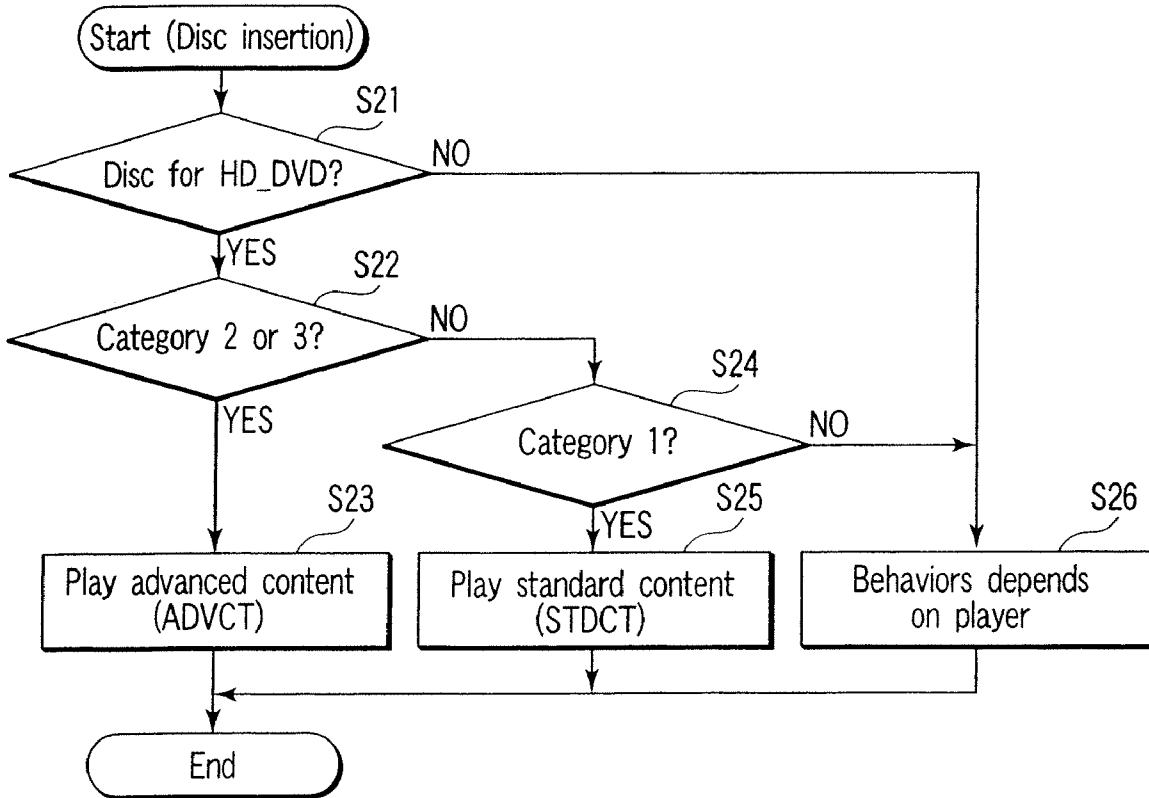 Start (Disc insertion)
S21
Disc for HD_DVD?
NO
YES
S22
Category 2 or 3?
NO
S24
YES
Category 1?
NO
S23
S25
YES
S26
Play advanced content
(ADVCT)
Play standard content
(STDCT)
Behaviors depends
on player
End